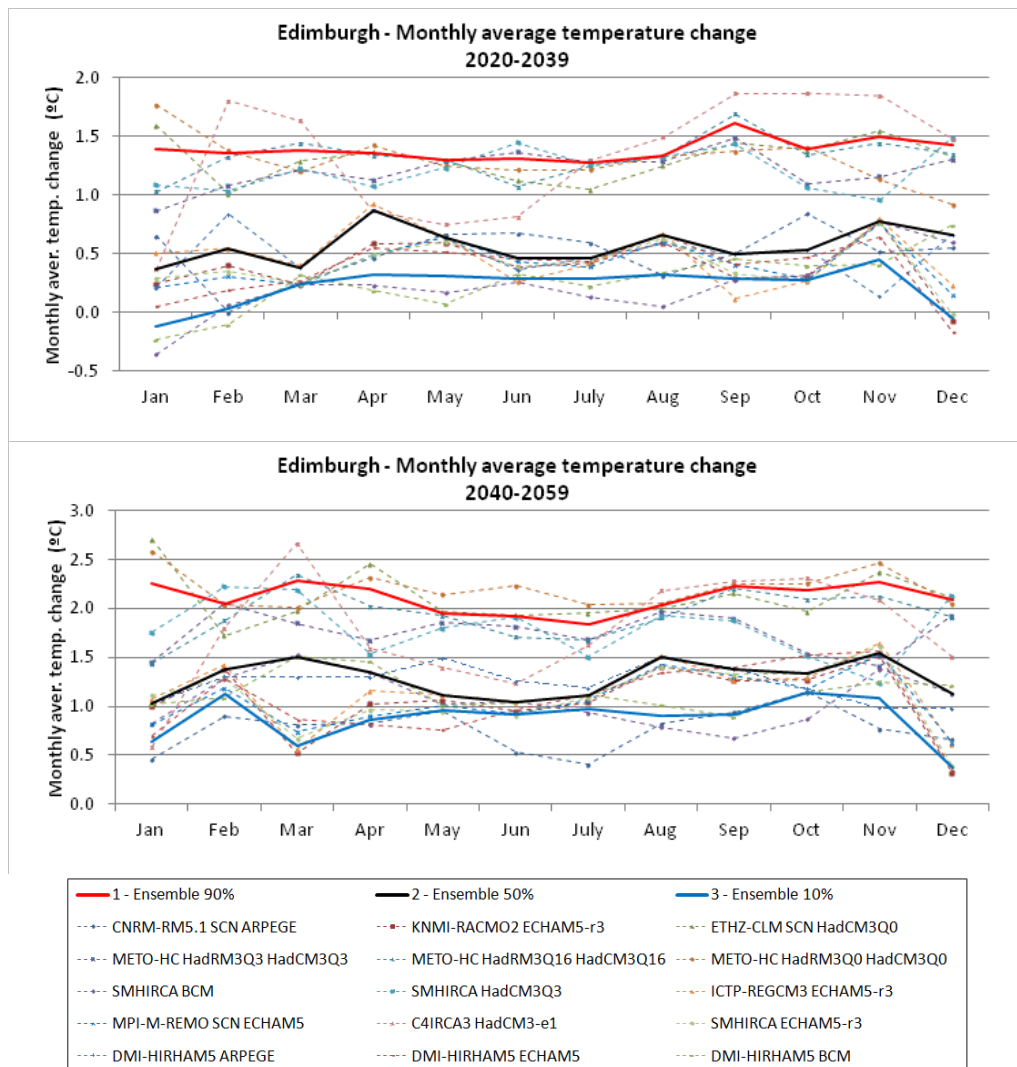 Edimburgh - Monthly average temperature change
2020-2039
Monthly aver. temp. change (ºC)
2.0
1.5
1.0
0.5
0.0
-0.5
Jan Feb Mar Apr May Jun July Aug Sep Oct Nov Dec
Edimburgh - Monthly average temperature change
2040-2059
Monthly aver. temp. change (ºC)
3.0
2.5
2.0
1.5
1.0
0.5
0.0
Jan Feb Mar Apr May Jun July Aug Sep Oct Nov Dec
1 - Ensemble 90% 2 - Ensemble 50% 3 - Ensemble 10%
CNRM-RM5.1 SCN ARPEGE KNMI-RACMO2 ECHAM5-r3 ETHZ-CLM SCN HadCM3Q0
METO-HC HadRM3Q3 HadCM3Q3 METO-HC HadRM3Q16 HadCM3Q16 METO-HC HadRM3Q0 HadCM3Q0
SMHIRCA BCM SMHIRCA HadCM3Q3 ICTP-REGCM3 ECHAM5-r3
MPI-M-REMO SCN ECHAM5 C4IRCA3 HadCM3-e1 SMHIRCA ECHAM5-r3
DMI-HIRHAM5 ARPEGE DMI-HIRHAM5 ECHAM5 DMI-HIRHAM5 BCM